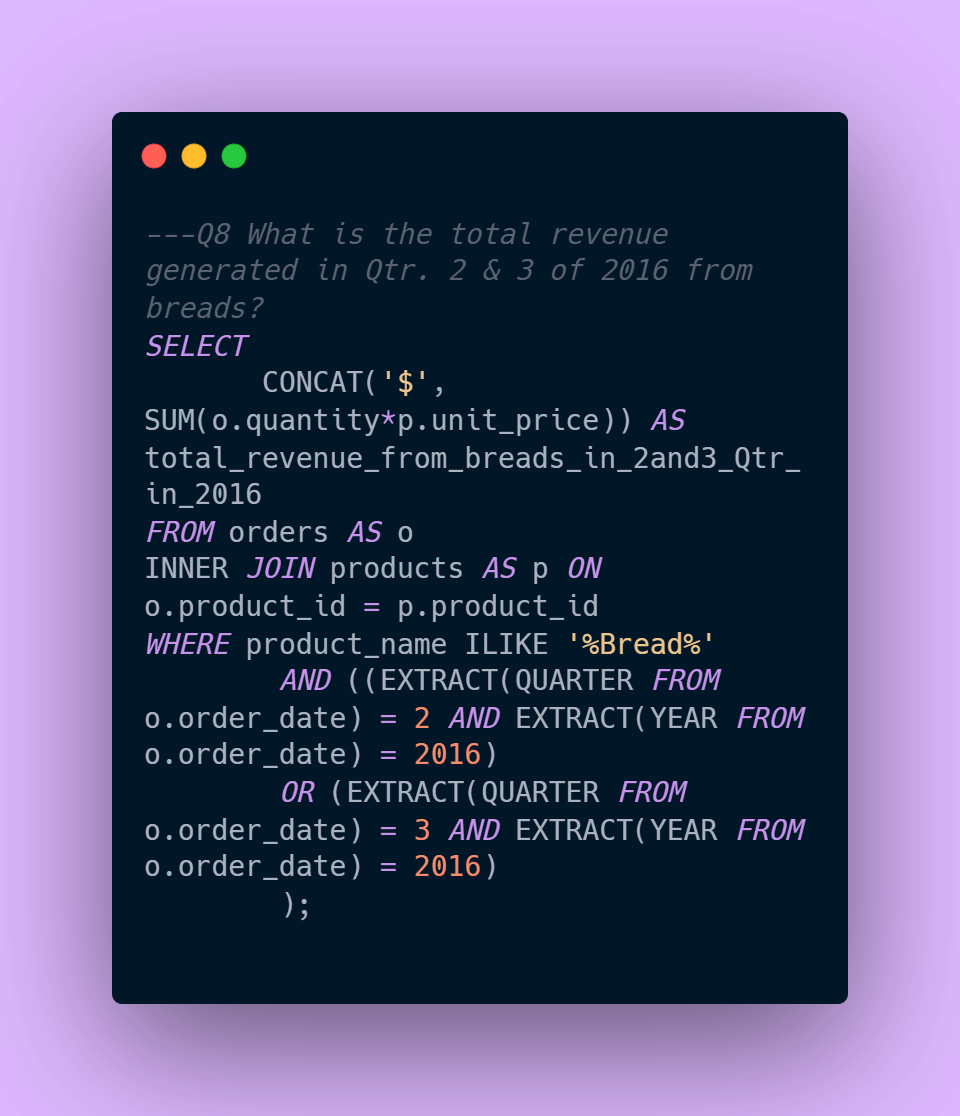 ---Q8 What is the total revenue
generated in Qtr. 2 & 3 of 2016 from
breads?
SELECT
CONCAT('$',
SUM(o.quantity*p.unit_price)) AS
total_revenue_from_breads_in_2and3_Qtr_
in_2016
FROM orders AS o
INNER JOIN products AS p ON
o.product_id = p.product_id
WHERE product_name ILIKE '%Bread%'
AND ((EXTRACT(QUARTER FROM
o.order_date) = 2 AND EXTRACT(YEAR FROM
o.order_date) = 2016)
OR (EXTRACT(QUARTER FROM
o.order_date) = 3 AND EXTRACT(YEAR FROM
o.order_date) = 2016)
);